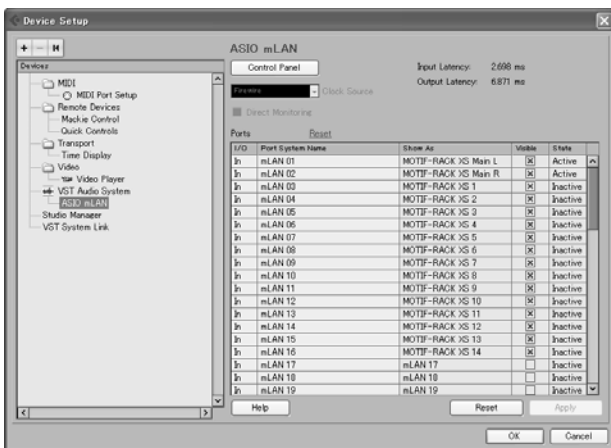 Device Setup
Devices
MIDI
MIDI Port Setup
Remote Devices
Mackie Control
Quick Controls
Transport
Time Display
Video
Video Player
VST Audio System
ASIO mLAN
Studio Manager
VST System Link
ASIO mLAN
Control Panel
Input Latency: 2.698 ms
Output Latency: 6.871 ms
Firewire Clock Source
Direct Monitoring
Ports Reset
I/O Port System Name Show As Visible State
In mLAN 01 MOTIF-RACK XS Main L Active
In mLAN 02 MOTIF-RACK XS Main R Active
In mLAN 03 MOTIF-RACK XS 1 Inactive
In mLAN 04 MOTIF-RACK XS 2 Inactive
In mLAN 05 MOTIF-RACK XS 3 Inactive
In mLAN 06 MOTIF-RACK XS 4 Inactive
In mLAN 07 MOTIF-RACK XS 5 Inactive
In mLAN 08 MOTIF-RACK XS 6 Inactive
In mLAN 09 MOTIF-RACK XS 7 Inactive
In mLAN 10 MOTIF-RACK XS 8 Inactive
In mLAN 11 MOTIF-RACK XS 9 Inactive
In mLAN 12 MOTIF-RACK XS 10 Inactive
In mLAN 13 MOTIF-RACK XS 11 Inactive
In mLAN 14 MOTIF-RACK XS 12 Inactive
In mLAN 15 MOTIF-RACK XS 13 Inactive
In mLAN 16 MOTIF-RACK XS 14 Inactive
In mLAN 17 mLAN 17 Inactive
In mLAN 18 mLAN 18 Inactive
In mLAN 19 mLAN 19 Inactive
Help Reset Apply
OK Cancel